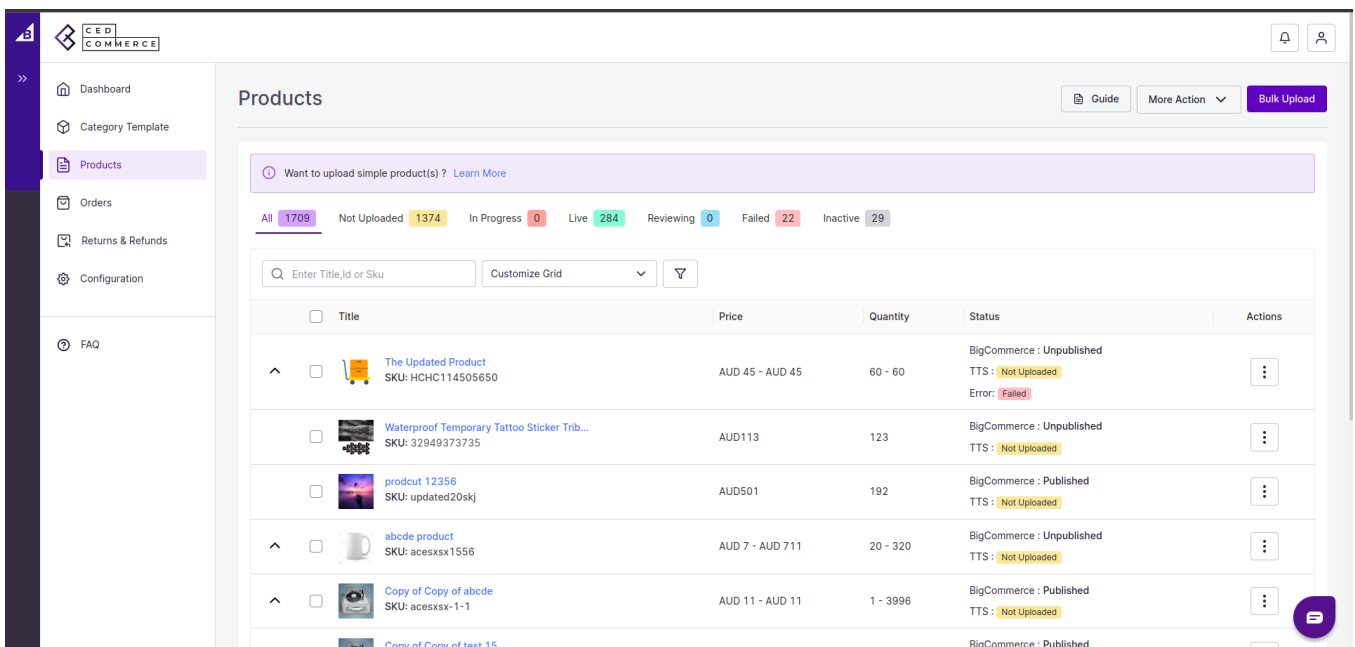 CED
COMMERCE
Dashboard
Category Template
Products
Orders
Returns & Refunds
Configuration
FAQ
Products
Guide
More Action
Bulk Upload
Want to upload simple product(s) ? Learn More
All 1709 Not Uploaded 1374 In Progress 0 Live 284 Reviewing 0 Failed 22 Inactive 29
Enter Title,Id or Sku
Customize Grid
Title Price Quantity Status Actions
The Updated Product
SKU: HCHC114505650
AUD 45 - AUD 45
60 - 60
BigCommerce : Unpublished
TTS : Not Uploaded
Error: Failed
Waterproof Temporary Tattoo Sticker Trib...
SKU: 32949373735
AUD113
123
BigCommerce : Unpublished
TTS : Not Uploaded
prodcut 12356
SKU: updated20skj
AUD501
192
BigCommerce : Published
TTS : Not Uploaded
abcde product
SKU: acesxsx1556
AUD 7 - AUD 711
20 - 320
BigCommerce : Unpublished
TTS : Not Uploaded
Copy of Copy of abcde
SKU: acesxsx-1-1
AUD 11 - AUD 11
1 - 3996
BigCommerce : Published
TTS : Not Uploaded
Copy of Copy of test 15
BigCommerce : Published